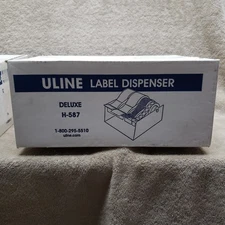 ULINE LABEL DISPENSER
DELUXE
H-587
1-800-295-5510
uline.com